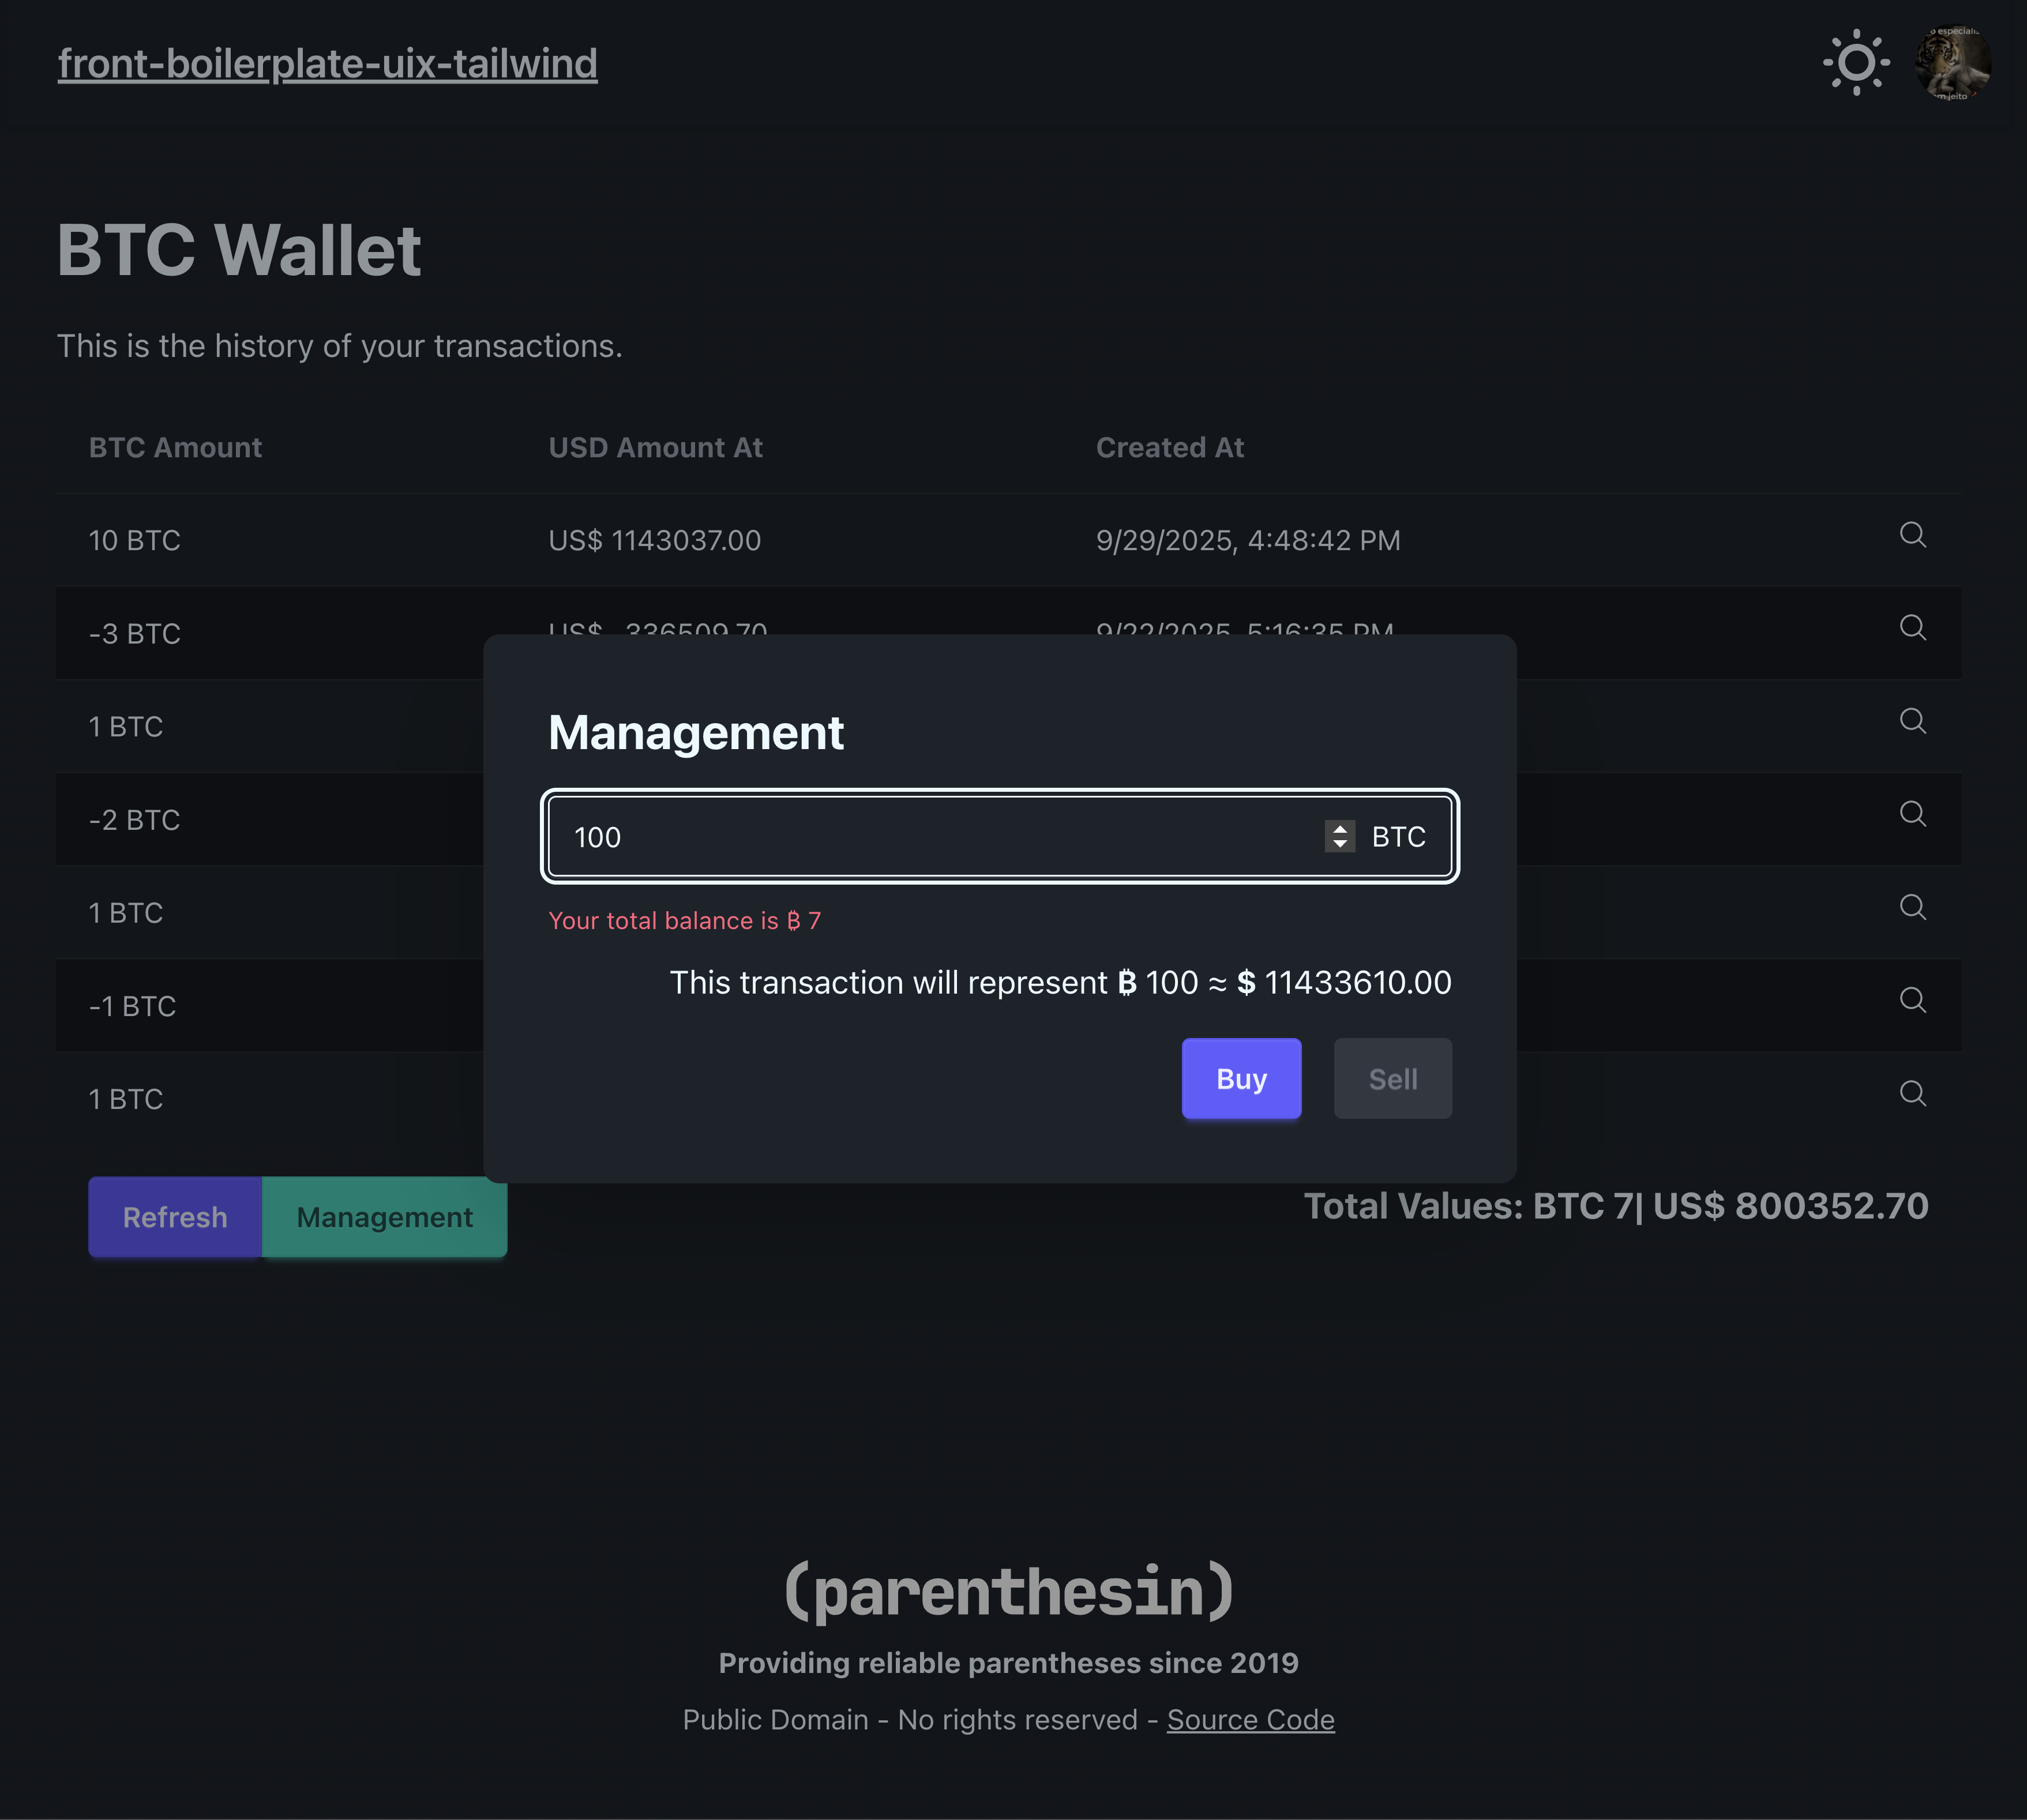 front-boilerplate-uix-tailwind
o especiali
m jeito
BTC Wallet
This is the history of your transactions.
BTC Amount USD Amount At Created At
10 BTC US$ 1143037.00 9/29/2025, 4:48:42 PM
-3 BTC US$ -336509.70 9/22/2025, 5:16:35 PM
1 BTC
-2 BTC
1 BTC
-1 BTC
1 BTC
Management
100 BTC
Your total balance is ₿ 7
This transaction will represent ₿ 100 ≈ $ 11433610.00
Buy Sell
Refresh Management
Total Values: BTC 7| US$ 800352.70
(parenthesin)
Providing reliable parentheses since 2019
Public Domain - No rights reserved - Source Code